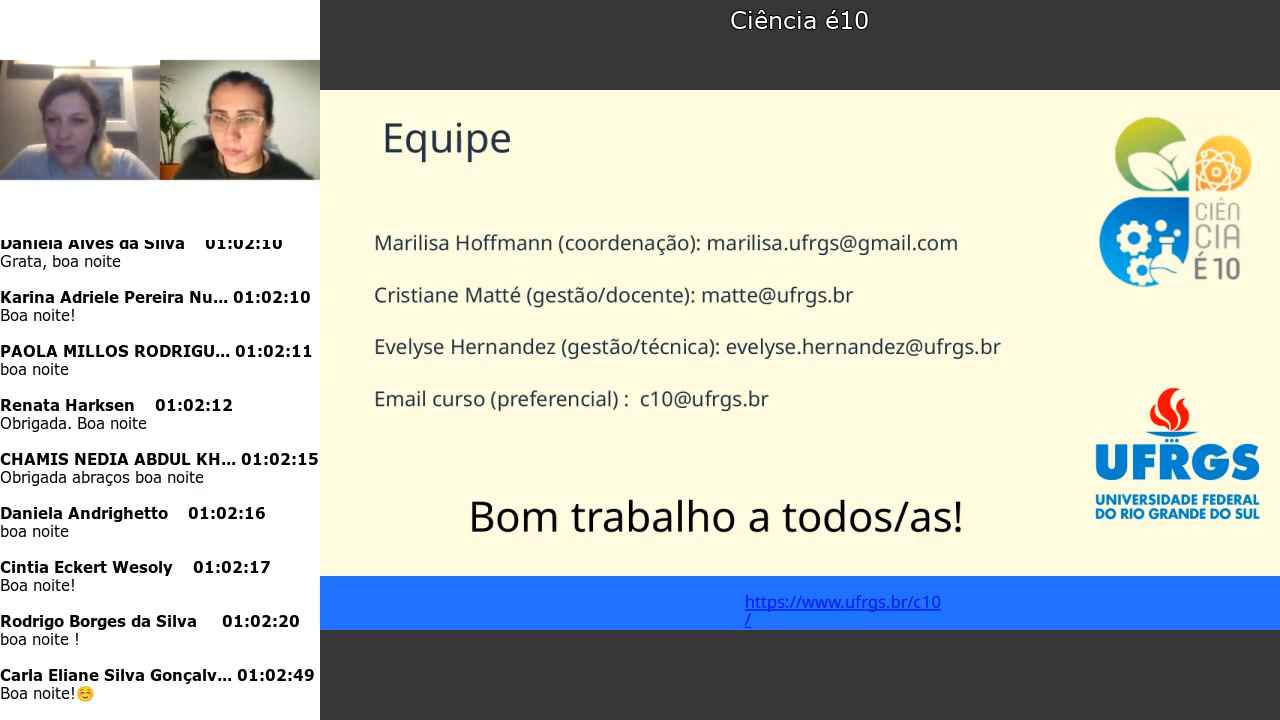 Ciência é10
Daniela Alves da Silva 01:02:10
Grata, boa noite
Karina Adriele Pereira Nu... 01:02:10
Boa noite!
PAOLA MILLOS RODRIGU... 01:02:11
boa noite
Renata Harksen 01:02:12
Obrigada. Boa noite
CHAMIS NEDIA ABDUL KH... 01:02:15
Obrigada abraços boa noite
Daniela Andrighetto 01:02:16
boa noite
Cintia Eckert Wesoly 01:02:17
Boa noite!
Rodrigo Borges da Silva 01:02:20
boa noite !
Carla Eliane Silva Gonçalv... 01:02:49
Boa noite!☺️
Equipe
Marilisa Hoffmann (coordenação): marilisa.ufrgs@gmail.com
Cristiane Matté (gestão/docente): matte@ufrgs.br
Evelyse Hernandez (gestão/técnica): evelyse.hernandez@ufrgs.br
Email curso (preferencial) : c10@ufrgs.br
Bom trabalho a todos/as!
CIÊN
CIA
É 10
UFRGS
UNIVERSIDADE FEDERAL
DO RIO GRANDE DO SUL
https://www.ufrgs.br/c10
/